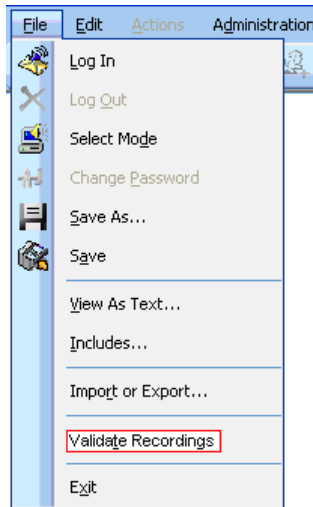 File Edit Actions Administration
Log In
Log Out
Select Mode
Change Password
Save As...
Save
View As Text...
Includes...
Import or Export...
Validate Recordings
Exit